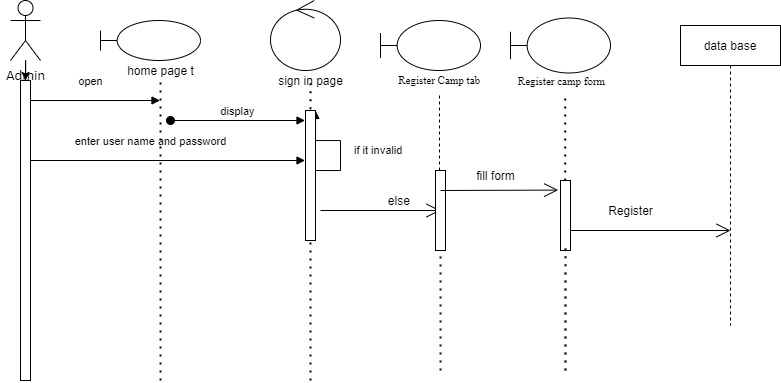 data base
Admin
home page t
sign in page
Register Camp tab
Register camp form
open
display
enter user name and password
if it invalid
fill form
else
Register